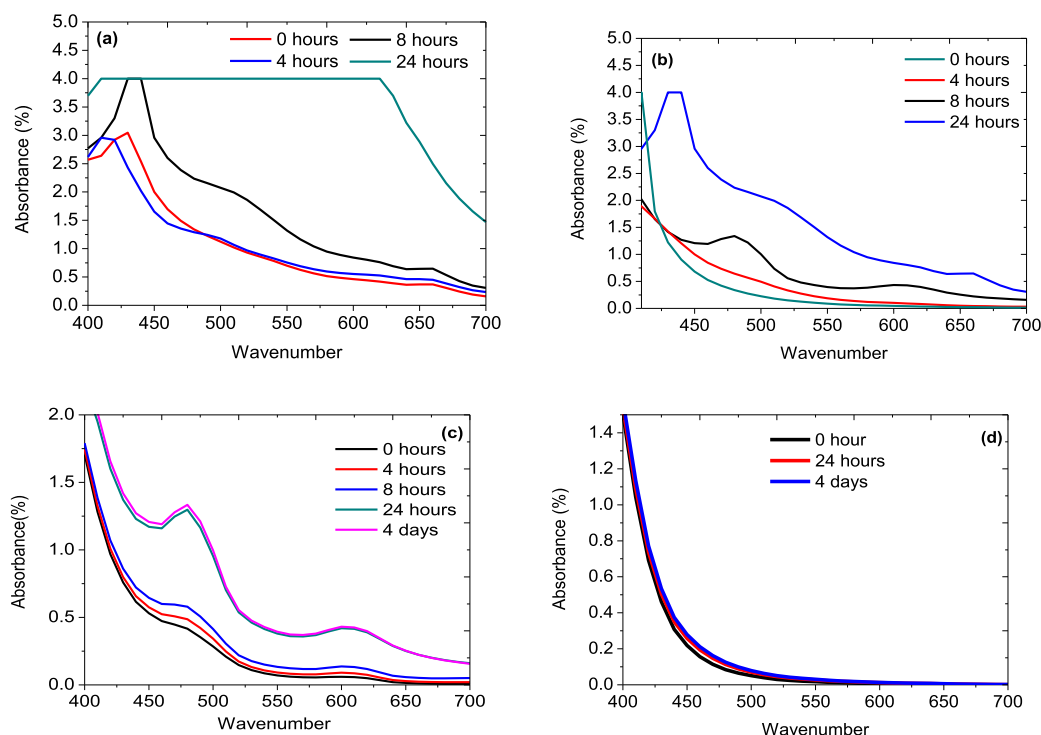 (a)
0 hours
8 hours
4 hours
24 hours
5.0
4.5
4.0
3.5
3.0
2.5
2.0
1.5
1.0
0.5
0.0
400 450 500 550 600 650 700
Absorbance (%)
Wavenumber
(b)
0 hours
4 hours
8 hours
24 hours
5.0
4.5
4.0
3.5
3.0
2.5
2.0
1.5
1.0
0.5
0.0
450 500 550 600 650 700
Absorbance (%)
Wavenumber
(c)
0 hours
4 hours
8 hours
24 hours
4 days
2.0
1.5
1.0
0.5
0.0
400 450 500 550 600 650 700
Absorbance(%)
Wavenumber
(d)
0 hour
24 hours
4 days
1.4
1.2
1.0
0.8
0.6
0.4
0.2
0.0
400 450 500 550 600 650 700
Absorbance (%)
Wavenumber